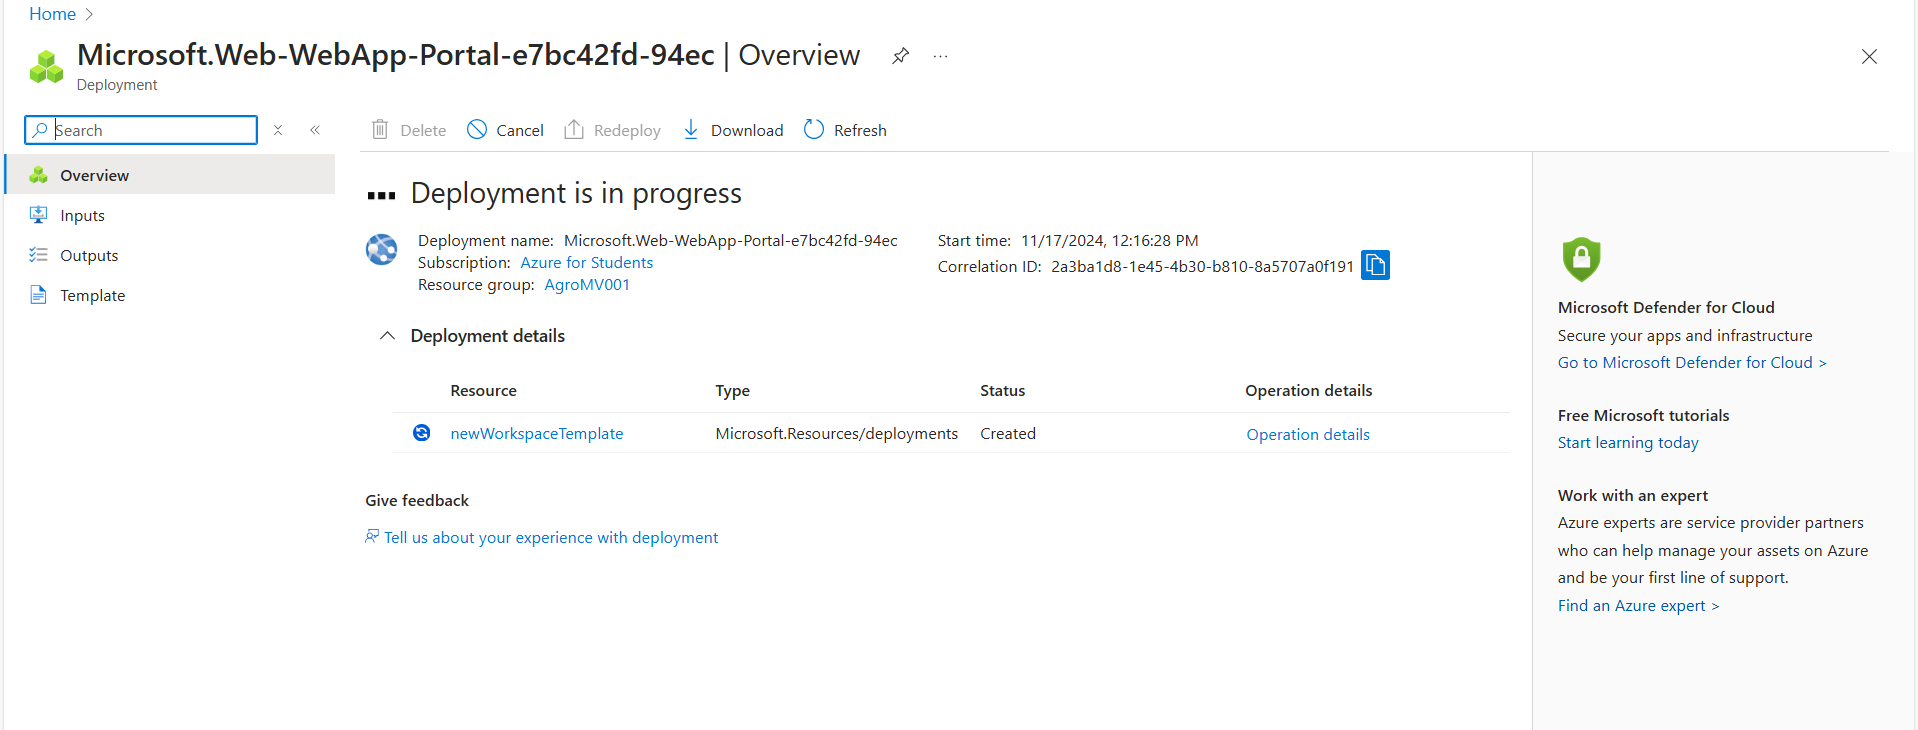 Home
Microsoft.Web-WebApp-Portal-e7bc42fd-94ec | Overview
Deployment
Search
Overview
Inputs
Outputs
Template
Delete Cancel Redeploy Download Refresh
Deployment is in progress
Deployment name: Microsoft.Web-WebApp-Portal-e7bc42fd-94ec
Subscription: Azure for Students
Resource group: AgroMV001
Start time: 11/17/2024, 12:16:28 PM
Correlation ID: 2a3ba1d8-1e45-4b30-b810-8a5707a0f191
Deployment details
Resource Type Status Operation details
newWorkspaceTemplate Microsoft.Resources/deployments Created Operation details
Give feedback
Tell us about your experience with deployment
Microsoft Defender for Cloud
Secure your apps and infrastructure
Go to Microsoft Defender for Cloud >
Free Microsoft tutorials
Start learning today
Work with an expert
Azure experts are service provider partners
who can help manage your assets on Azure
and be your first line of support.
Find an Azure expert >